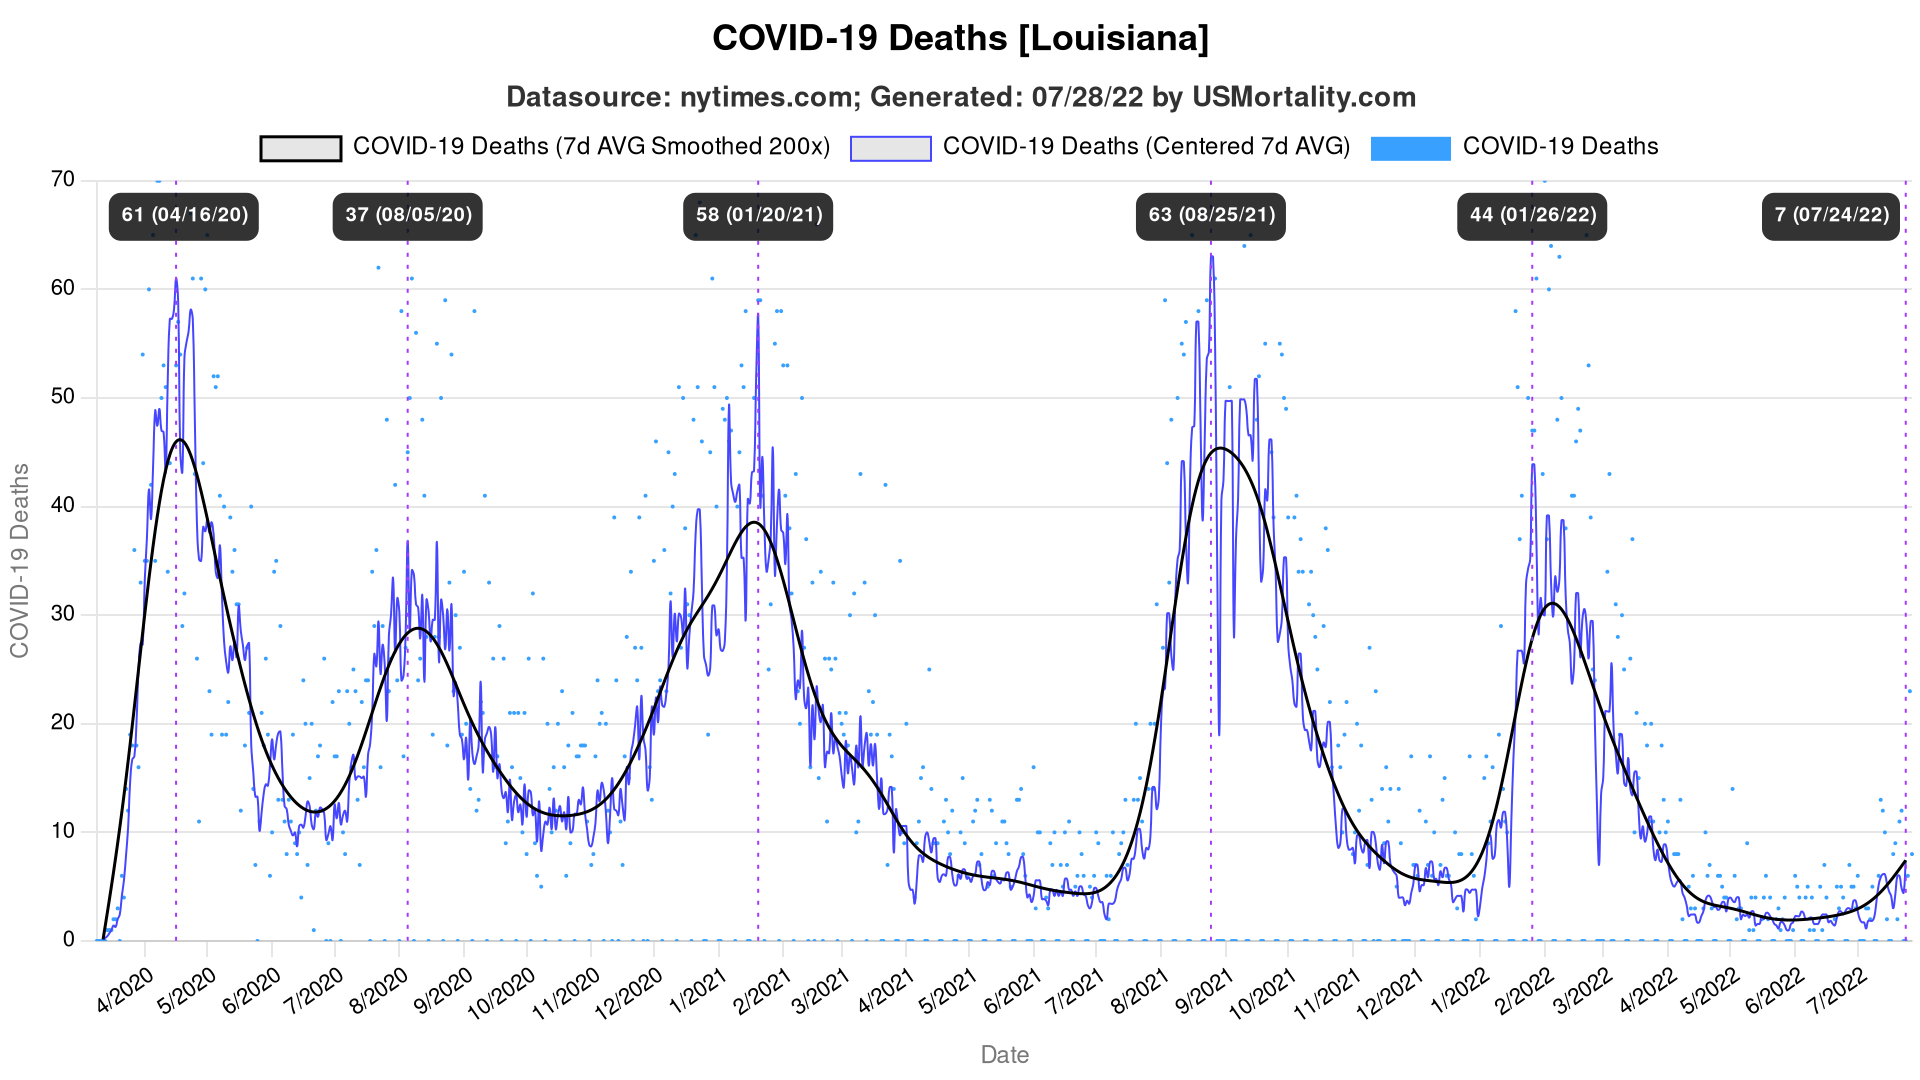 COVID-19 Deaths [Louisiana]
Datasource: nytimes.com; Generated: 07/28/22 by USMortality.com
COVID-19 Deaths (7d AVG Smoothed 200x) COVID-19 Deaths (Centered 7d AVG) COVID-19 Deaths
70
61 (04/16/20) 37 (08/05/20) 58 (01/20/21) 63 (08/25/21) 44 (01/26/22) 7 (07/24/22)
60
50
40
30
20
10
0
COVID-19 Deaths
4/2020 5/2020 6/2020 7/2020 8/2020 9/2020 10/2020 11/2020 12/2020 1/2021 2/2021 3/2021 4/2021 5/2021 6/2021 7/2021 8/2021 9/2021 10/2021 11/2021 12/2021 1/2022 2/2022 3/2022 4/2022 5/2022 6/2022 7/2022
Date